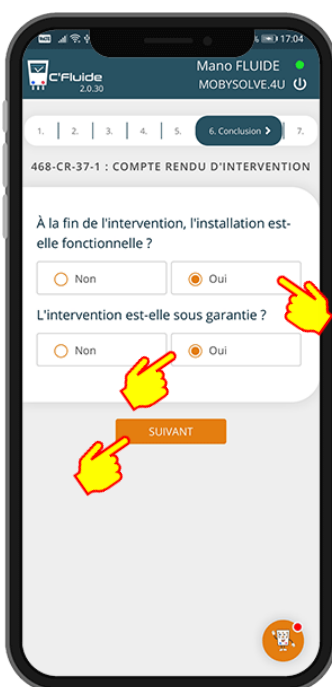 17:04
C'Fluide
2.0.30
Mano FLUIDE
MOBYSOLVE.4U
1. 2. 3. 4. 5. 6. Conclusion > 7.
468-CR-37-1 : COMPTE RENDU D'INTERVENTION
À la fin de l'intervention, l'installation est-
elle fonctionnelle ?
Non Oui
L'intervention est-elle sous garantie ?
Non Oui
SUIVANT